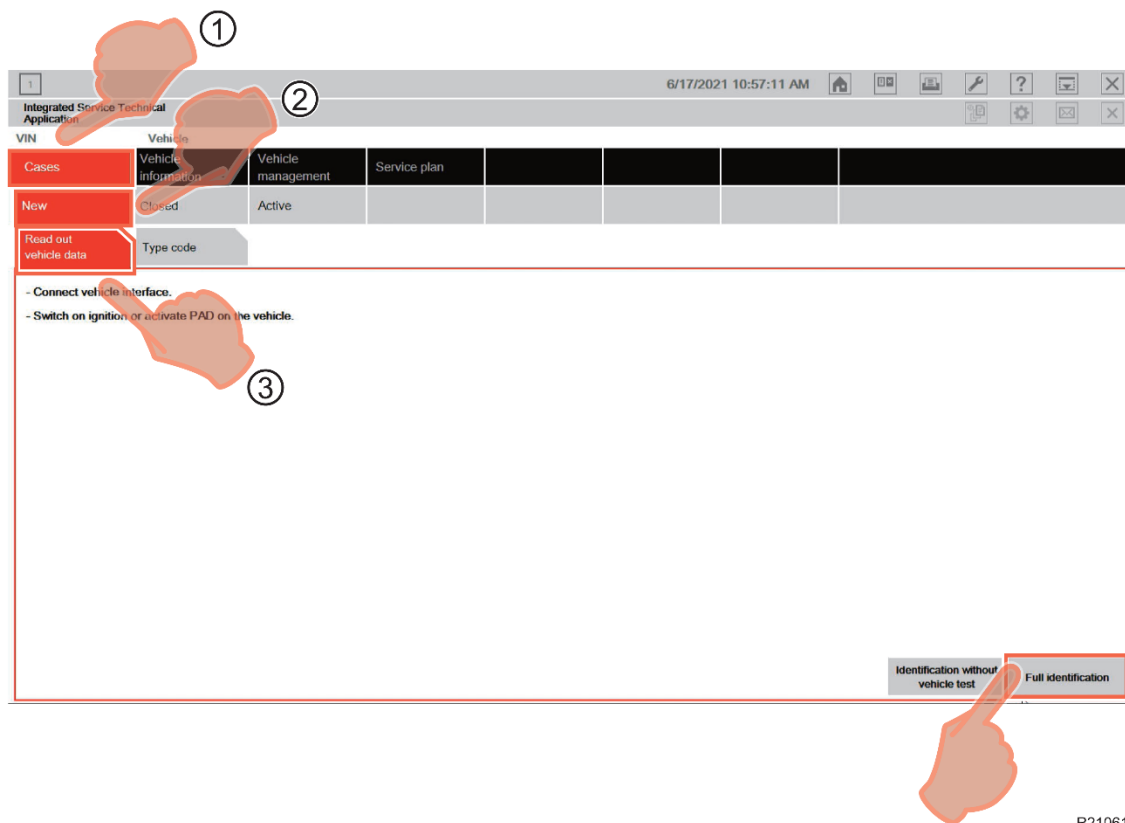 ①
1
6/17/2021 10:57:11 AM
?
②
Integrated Service Technical
Application
VIN Vehicle
Cases
Vehicle
information
Vehicle
management
Service plan
New
Closed
Active
Read out
vehicle data
Type code
- Connect vehicle interface.
- Switch on ignition or activate PAD on the vehicle.
③
Identification without
vehicle test
Full identification